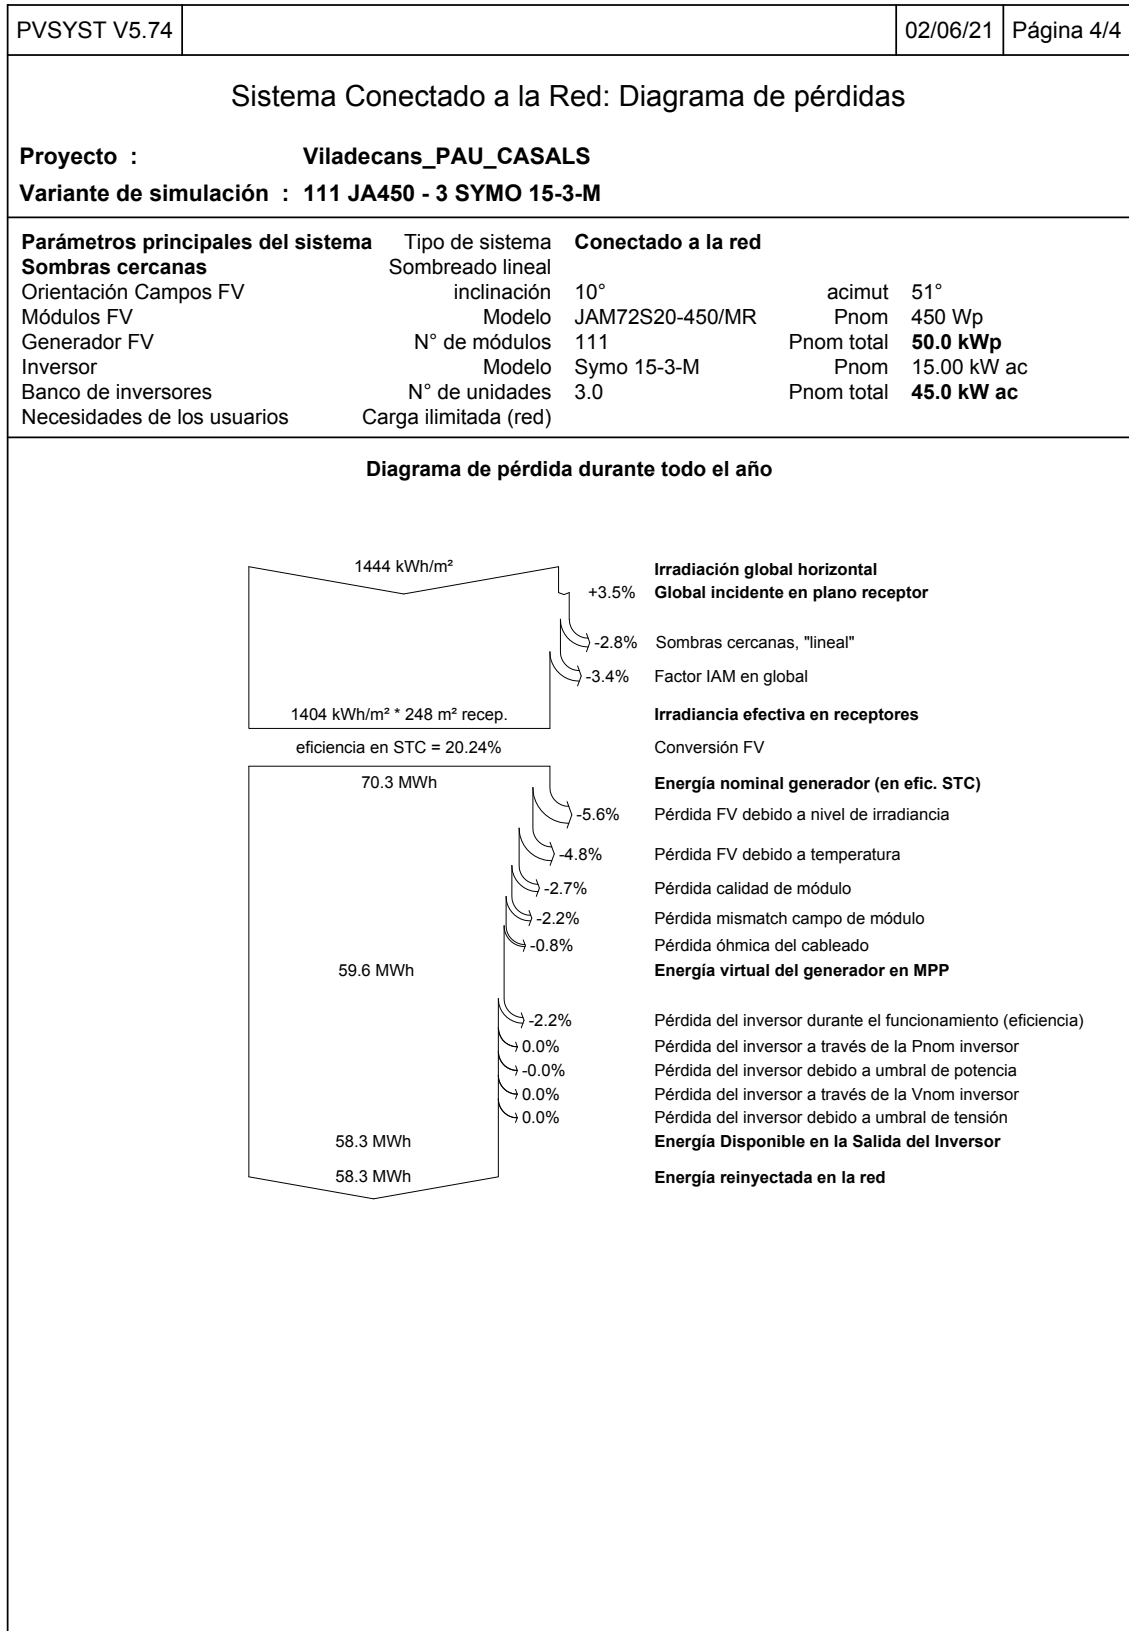 PVSYST V5.74 02/06/21 Página 4/4
Sistema Conectado a la Red: Diagrama de pérdidas
Proyecto : Viladecans_PAU_CASALS
Variante de simulación : 111 JA450 - 3 SYMO 15-3-M
Parámetros principales del sistema Tipo de sistema Conectado a la red
Sombras cercanas Sombreado lineal
Orientación Campos FV inclinación 10° acimut 51°
Módulos FV Modelo JAM72S20-450/MR Pnom 450 Wp
Generador FV N° de módulos 111 Pnom total 50.0 kWp
Inversor Modelo Symo 15-3-M Pnom 15.00 kW ac
Banco de inversores N° de unidades 3.0 Pnom total 45.0 kW ac
Necesidades de los usuarios Carga ilimitada (red)
Diagrama de pérdida durante todo el año
1444 kWh/m² Irradiación global horizontal
+3.5% Global incidente en plano receptor
-2.8% Sombras cercanas, "lineal"
-3.4% Factor IAM en global
1404 kWh/m² * 248 m² recep. Irradiancia efectiva en receptores
eficiencia en STC = 20.24% Conversión FV
70.3 MWh Energía nominal generador (en efic. STC)
-5.6% Pérdida FV debido a nivel de irradiancia
-4.8% Pérdida FV debido a temperatura
-2.7% Pérdida calidad de módulo
-2.2% Pérdida mismatch campo de módulo
-0.8% Pérdida óhmica del cableado
59.6 MWh Energía virtual del generador en MPP
-2.2% Pérdida del inversor durante el funcionamiento (eficiencia)
0.0% Pérdida del inversor a través de la Pnom inversor
-0.0% Pérdida del inversor debido a umbral de potencia
0.0% Pérdida del inversor a través de la Vnom inversor
0.0% Pérdida del inversor debido a umbral de tensión
58.3 MWh Energía Disponible en la Salida del Inversor
58.3 MWh Energía reinyectada en la red